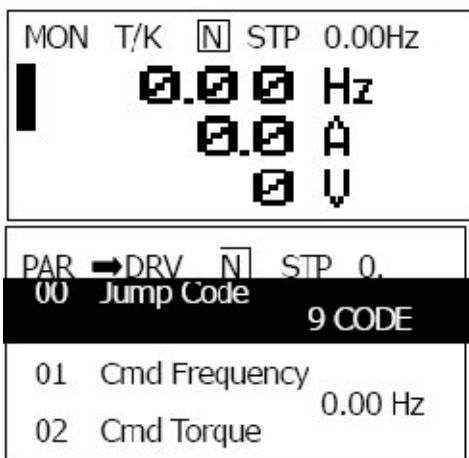 MON T/K N STP 0.00Hz
0.00 Hz
0.0 A
0 V
PAR ➡DRV N STP 0.
00 Jump Code
9 CODE
01 Cmd Frequency
0.00 Hz
02 Cmd Torque